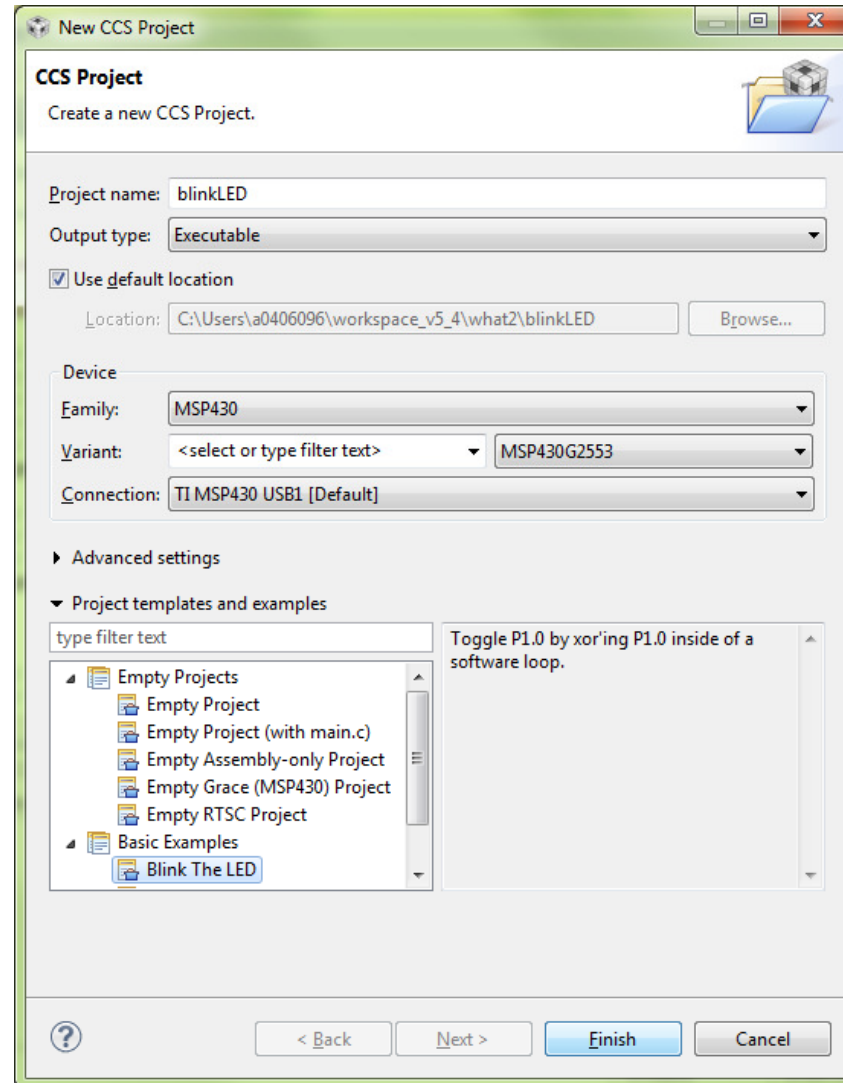 New CCS Project
CCS Project
Create a new CCS Project.
Project name: blinkLED
Output type: Executable
Use default location
Location: C:\Users\a0406096\workspace_v5_4\what2\blinkLED Browse...
Device
Family: MSP430
Variant: <select or type filter text> MSP430G2553
Connection: TI MSP430 USB1 [Default]
Advanced settings
Project templates and examples
type filter text
Empty Projects
Empty Project
Empty Project (with main.c)
Empty Assembly-only Project
Empty Grace (MSP430) Project
Empty RTSC Project
Basic Examples
Blink The LED
Toggle P1.0 by xor'ing P1.0 inside of a
software loop.
? < Back Next > Finish Cancel